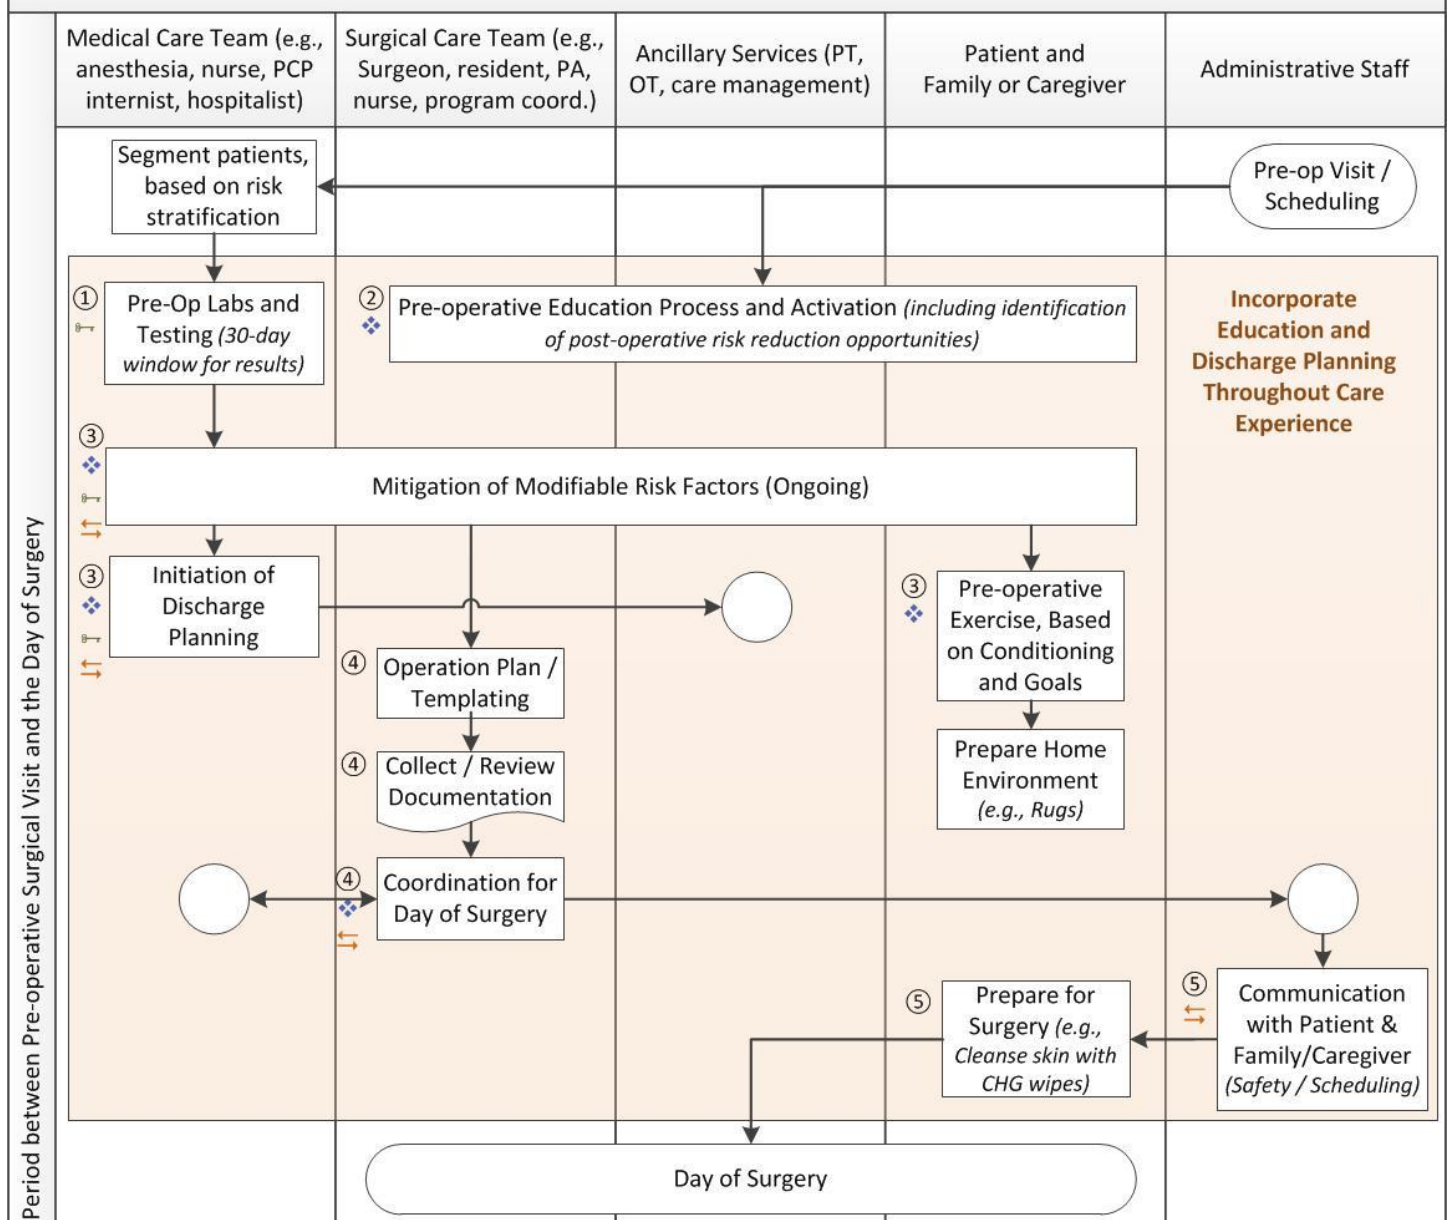 Medical Care Team (e.g.,
anesthesia, nurse, PCP
internist, hospitalist)
Surgical Care Team (e.g.,
Surgeon, resident, PA,
nurse, program coord.)
Ancillary Services (PT,
OT, care management)
Patient and
Family or Caregiver
Administrative Staff
Period between Pre-operative Surgical Visit and the Day of Surgery
Segment patients,
based on risk
stratification
Pre-op Visit /
Scheduling
①
Pre-Op Labs and
Testing (30-day
window for results)
②
Pre-operative Education Process and Activation (including identification
of post-operative risk reduction opportunities)
Incorporate
Education and
Discharge Planning
Throughout Care
Experience
③
Mitigation of Modifiable Risk Factors (Ongoing)
③
Initiation of
Discharge
Planning
③
Pre-operative
Exercise, Based
on Conditioning
and Goals
④
Operation Plan /
Templating
Prepare Home
Environment
(e.g., Rugs)
④
Collect / Review
Documentation
④
Coordination for
Day of Surgery
⑤
Prepare for
Surgery (e.g.,
Cleanse skin with
CHG wipes)
⑤
Communication
with Patient &
Family/Caregiver
(Safety / Scheduling)
Day of Surgery